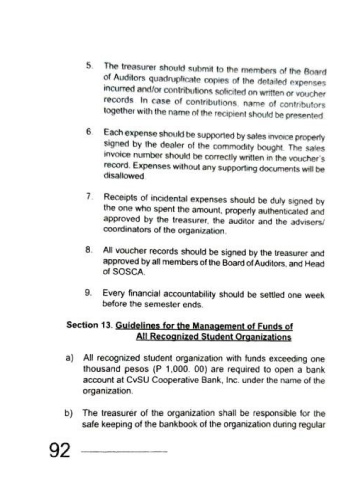 5. The treasurer should submit to the members of the Board
of Auditors quadruplicate copies of the detailed expenses
incurred and/or contributions solicited on written or voucher
records. In case of contributions, name of contributors
together with the name of the recipient should be presented.
6. Each expense should be supported by sales invoice properly
signed by the dealer of the commodity bought. The sales
invoice number should be correctly written in the voucher's
record. Expenses without any supporting documents will be
disallowed.
7. Receipts of incidental expenses should be duly signed by
the one who spent the amount, properly authenticated and
approved by the treasurer, the auditor and the advisers/
coordinators of the organization.
8. All voucher records should be signed by the treasurer and
approved by all members of the Board of Auditors, and Head
of SOSCA.
9. Every financial accountability should be settled one week
before the semester ends.
Section 13. Guidelines for the Management of Funds of
All Recognized Student Organizations
a) All recognized student organization with funds exceeding one
thousand pesos (P 1,000. 00) are required to open a bank
account at CvSU Cooperative Bank, Inc. under the name of the
organization.
b) The treasurer of the organization shall be responsible for the
safe keeping of the bankbook of the organization during regular
92